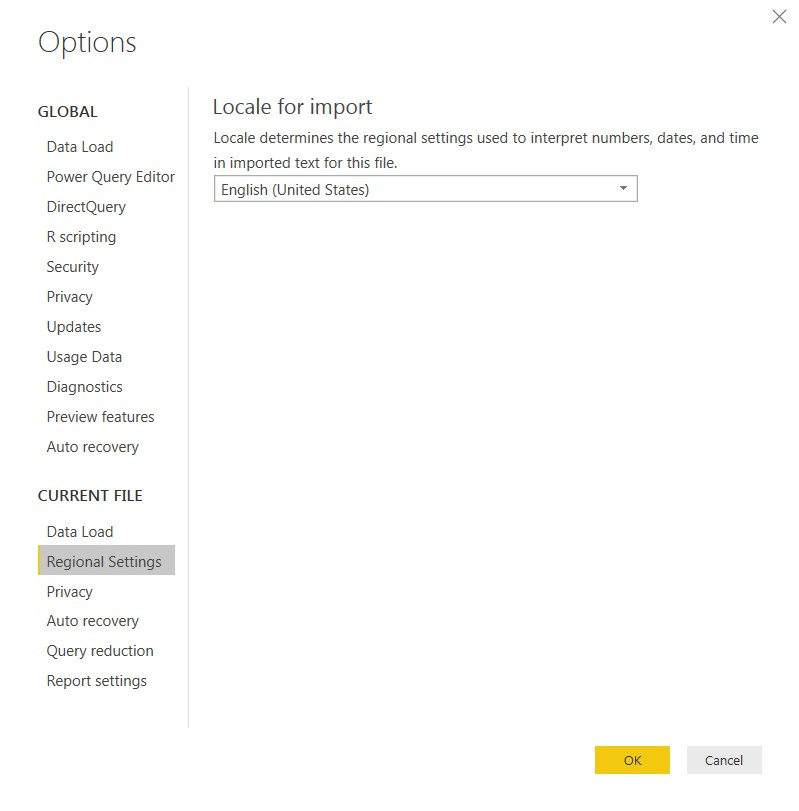 Options
GLOBAL
Data Load
Power Query Editor
DirectQuery
R scripting
Security
Privacy
Updates
Usage Data
Diagnostics
Preview features
Auto recovery
CURRENT FILE
Data Load
Regional Settings
Privacy
Auto recovery
Query reduction
Report settings
Locale for import
Locale determines the regional settings used to interpret numbers, dates, and time
in imported text for this file.
English (United States)
OK
Cancel